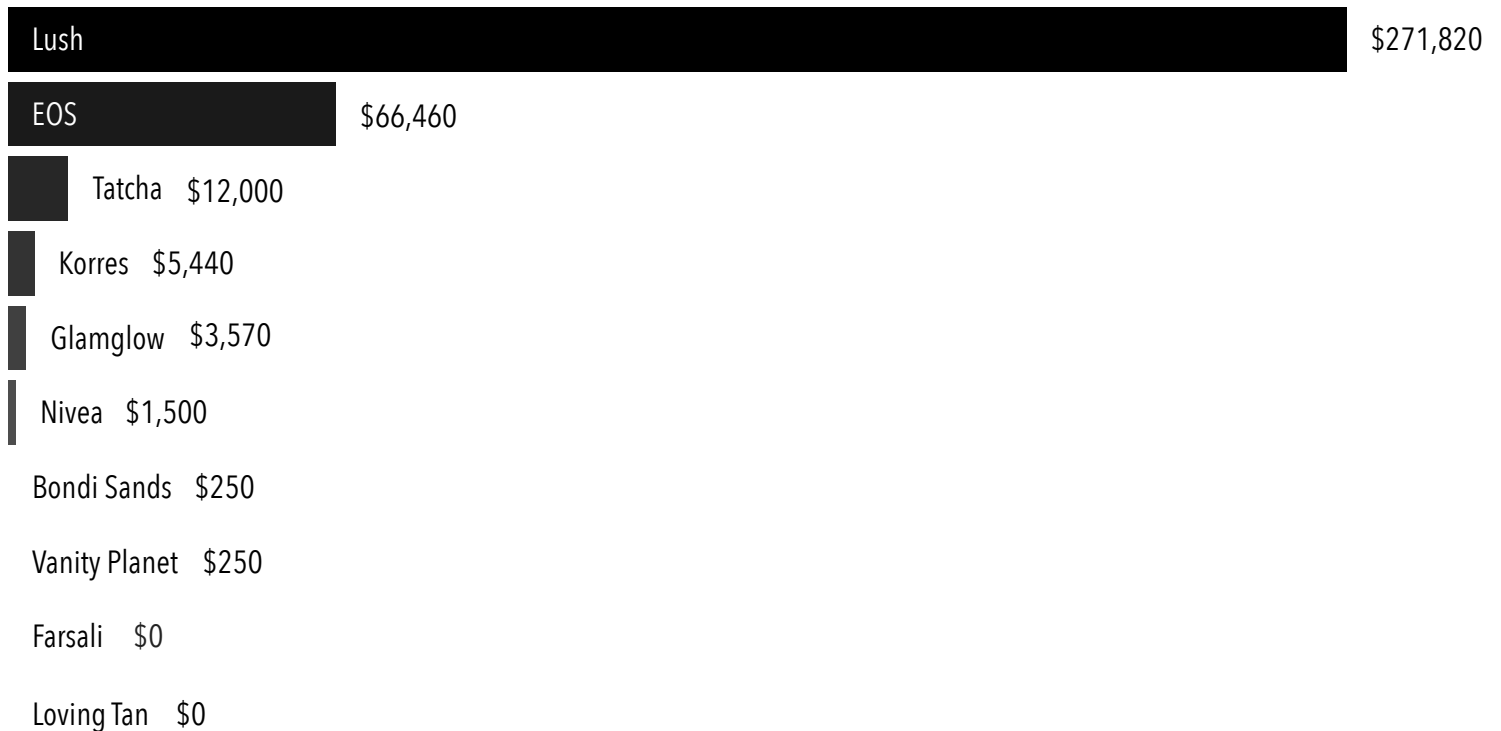 Lush $271,820
EOS $66,460
Tatcha $12,000
Korres $5,440
Glamglow $3,570
Nivea $1,500
Bondi Sands $250
Vanity Planet $250
Farsali $0
Loving Tan $0